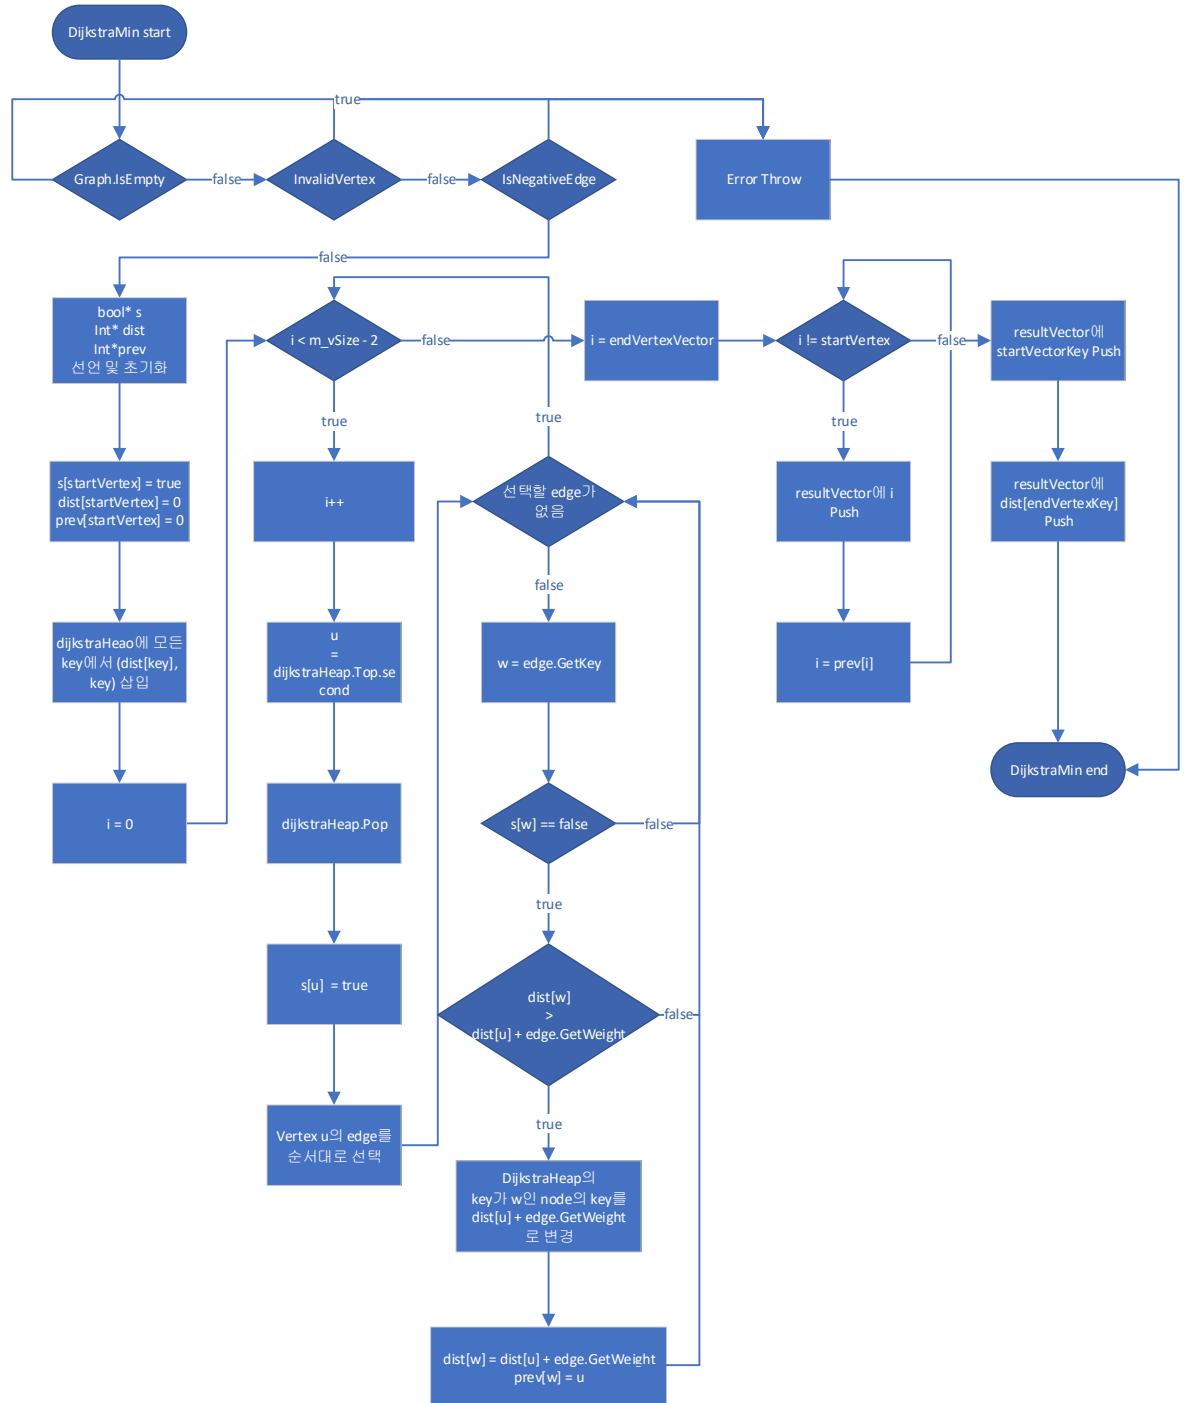 DijkstraMin start
true
Graph.IsEmpty
false
InvalidVertex
false
IsNegativeEdge
Error Throw
false
bool* s
Int* dist
Int*prev
선언 및 초기화
s[startVertex] = true
dist[startVertex] = 0
prev[startVertex] = 0
dijkstraHeao에 모든
key에서 (dist[key],
key) 삽입
i = 0
i < m_vSize - 2
false
true
i++
u
=
dijkstraHeap.Top.se
cond
dijkstraHeap.Pop
s[u]  = true
Vertex u의 edge를
순서대로 선택
true
선택할 edge가
없음
false
w = edge.GetKey
s[w] == false
false
true
dist[w]
>
dist[u] + edge.GetWeight
false
true
DijkstraHeap의
key가 w인 node의 key를
dist[u] + edge.GetWeight
로 변경
dist[w] = dist[u] + edge.GetWeight
prev[w] = u
i = endVertexVector
i != startVertex
false
true
resultVector에 i
Push
i = prev[i]
resultVector에
startVectorKey Push
resultVector에
dist[endVertexKey]
Push
DijkstraMin end